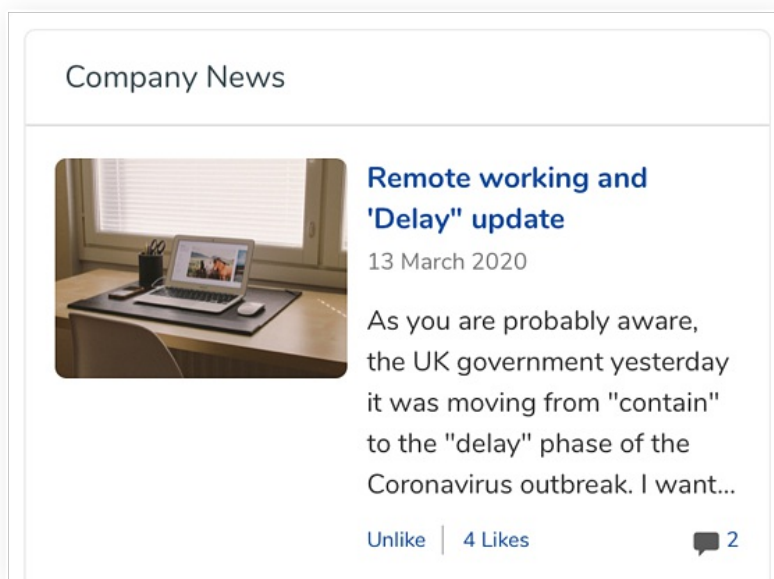 Company News
Remote working and
'Delay" update
13 March 2020
As you are probably aware,
the UK government yesterday
it was moving from "contain"
to the "delay" phase of the
Coronavirus outbreak. I want...
Unlike
4 Likes
2